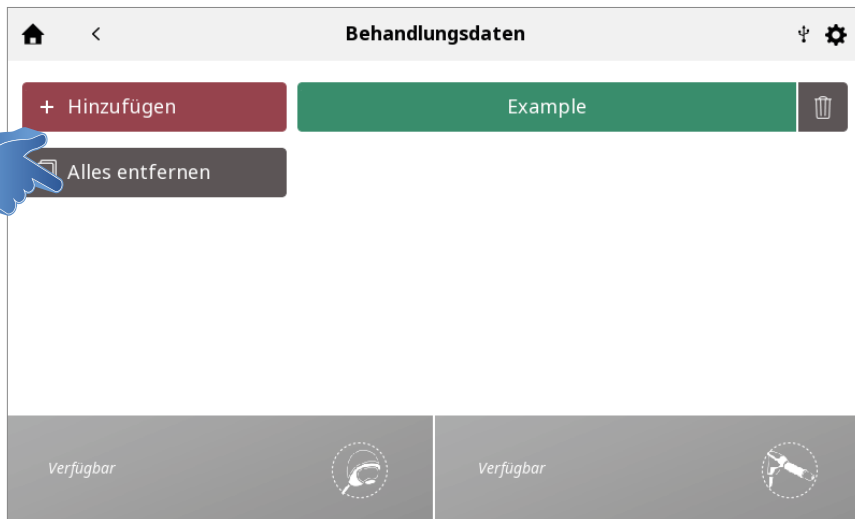 Behandlungsdaten
+ Hinzufügen
Example
Alles entfernen
Verfügbar
Verfügbar